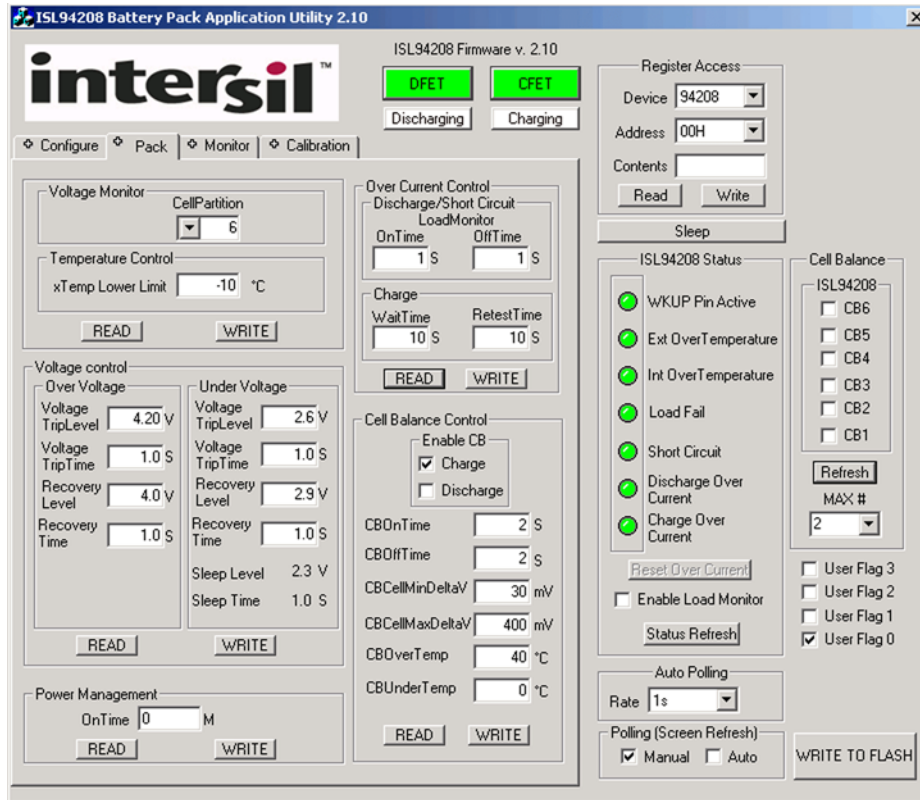 ISL94208 Battery Pack Application Utility 2.10
intersil™
ISL94208 Firmware v. 2.10
DFET CFET
Discharging Charging
Configure Pack Monitor Calibration
Voltage Monitor
CellPartition
6
Temperature Control
xTemp Lower Limit -10 °C
READ WRITE
Voltage control
Over Voltage
Voltage TripLevel 4.20 V
Voltage TripTime 1.0 S
Recovery Level 4.0 V
Recovery Time 1.0 S
Under Voltage
Voltage TripLevel 2.6 V
Voltage TripTime 1.0 S
Recovery Level 2.9 V
Recovery Time 1.0 S
Sleep Level 2.3 V
Sleep Time 1.0 S
READ WRITE
Power Management
OnTime 0 M
READ WRITE
Over Current Control
Discharge/Short Circuit
LoadMonitor
OnTime OffTime
1 S 1 S
Charge
WaitTime RetestTime
10 S 10 S
READ WRITE
Cell Balance Control
Enable CB
Charge
Discharge
CBOnTime 2 S
CBOffTime 2 S
CBCellMinDeltaV 30 mV
CBCellMaxDeltaV 400 mV
CBOverTemp 40 °C
CBUnderTemp 0 °C
READ WRITE
Register Access
Device 94208
Address 00H
Contents
Read Write
Sleep
ISL94208 Status
WKUP Pin Active
Ext OverTemperature
Int OverTemperature
Load Fail
Short Circuit
Discharge Over
Current
Charge Over
Current
Reset Over Current
Enable Load Monitor
Status Refresh
Cell Balance
ISL94208
CB6
CB5
CB4
CB3
CB2
CB1
Refresh
MAX #
2
User Flag 3
User Flag 2
User Flag 1
User Flag 0
Auto Polling
Rate 1s
Polling (Screen Refresh)
Manual Auto
WRITE TO FLASH